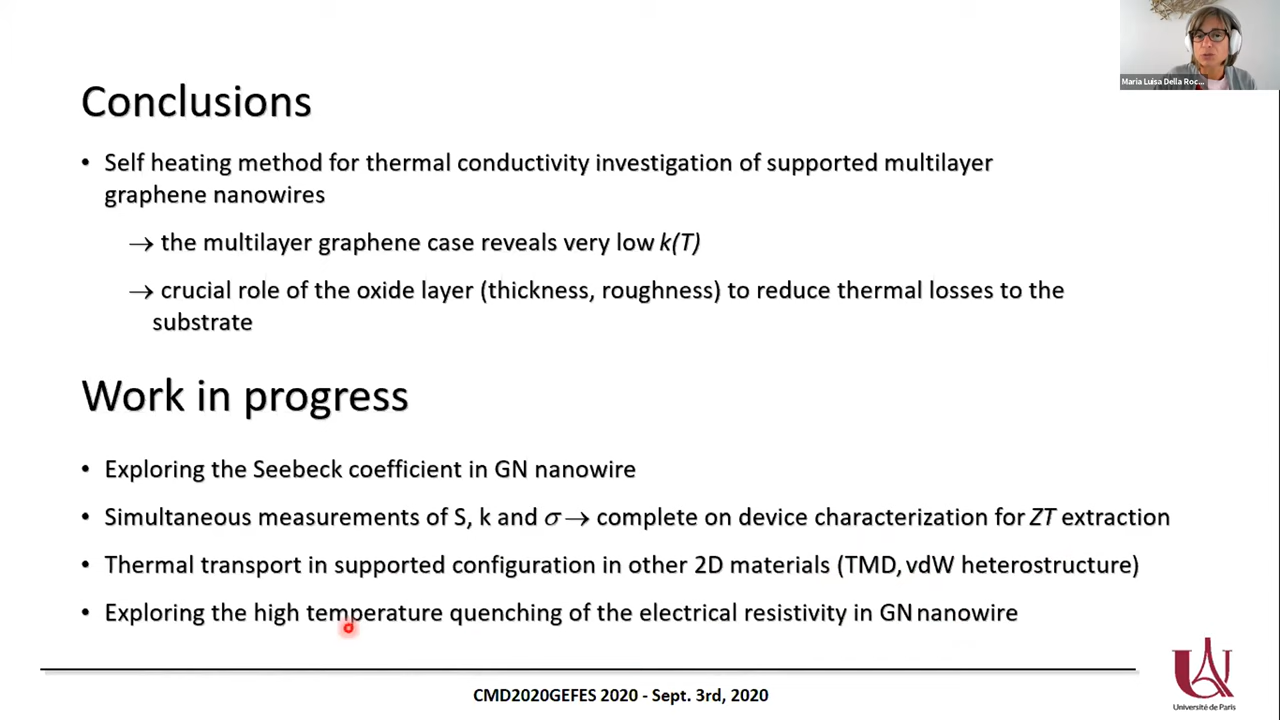 Maria Luisa Della Roc...
Conclusions
• Self heating method for thermal conductivity investigation of supported multilayer
graphene nanowires
→ the multilayer graphene case reveals very low k(T)
→ crucial role of the oxide layer (thickness, roughness) to reduce thermal losses to the
substrate
Work in progress
• Exploring the Seebeck coefficient in GN nanowire
• Simultaneous measurements of S, k and σ → complete on device characterization for ZT extraction
• Thermal transport in supported configuration in other 2D materials (TMD, vdW heterostructure)
• Exploring the high temperature quenching of the electrical resistivity in GN nanowire
CMD2020GEFES 2020 - Sept. 3rd, 2020
Université de Paris